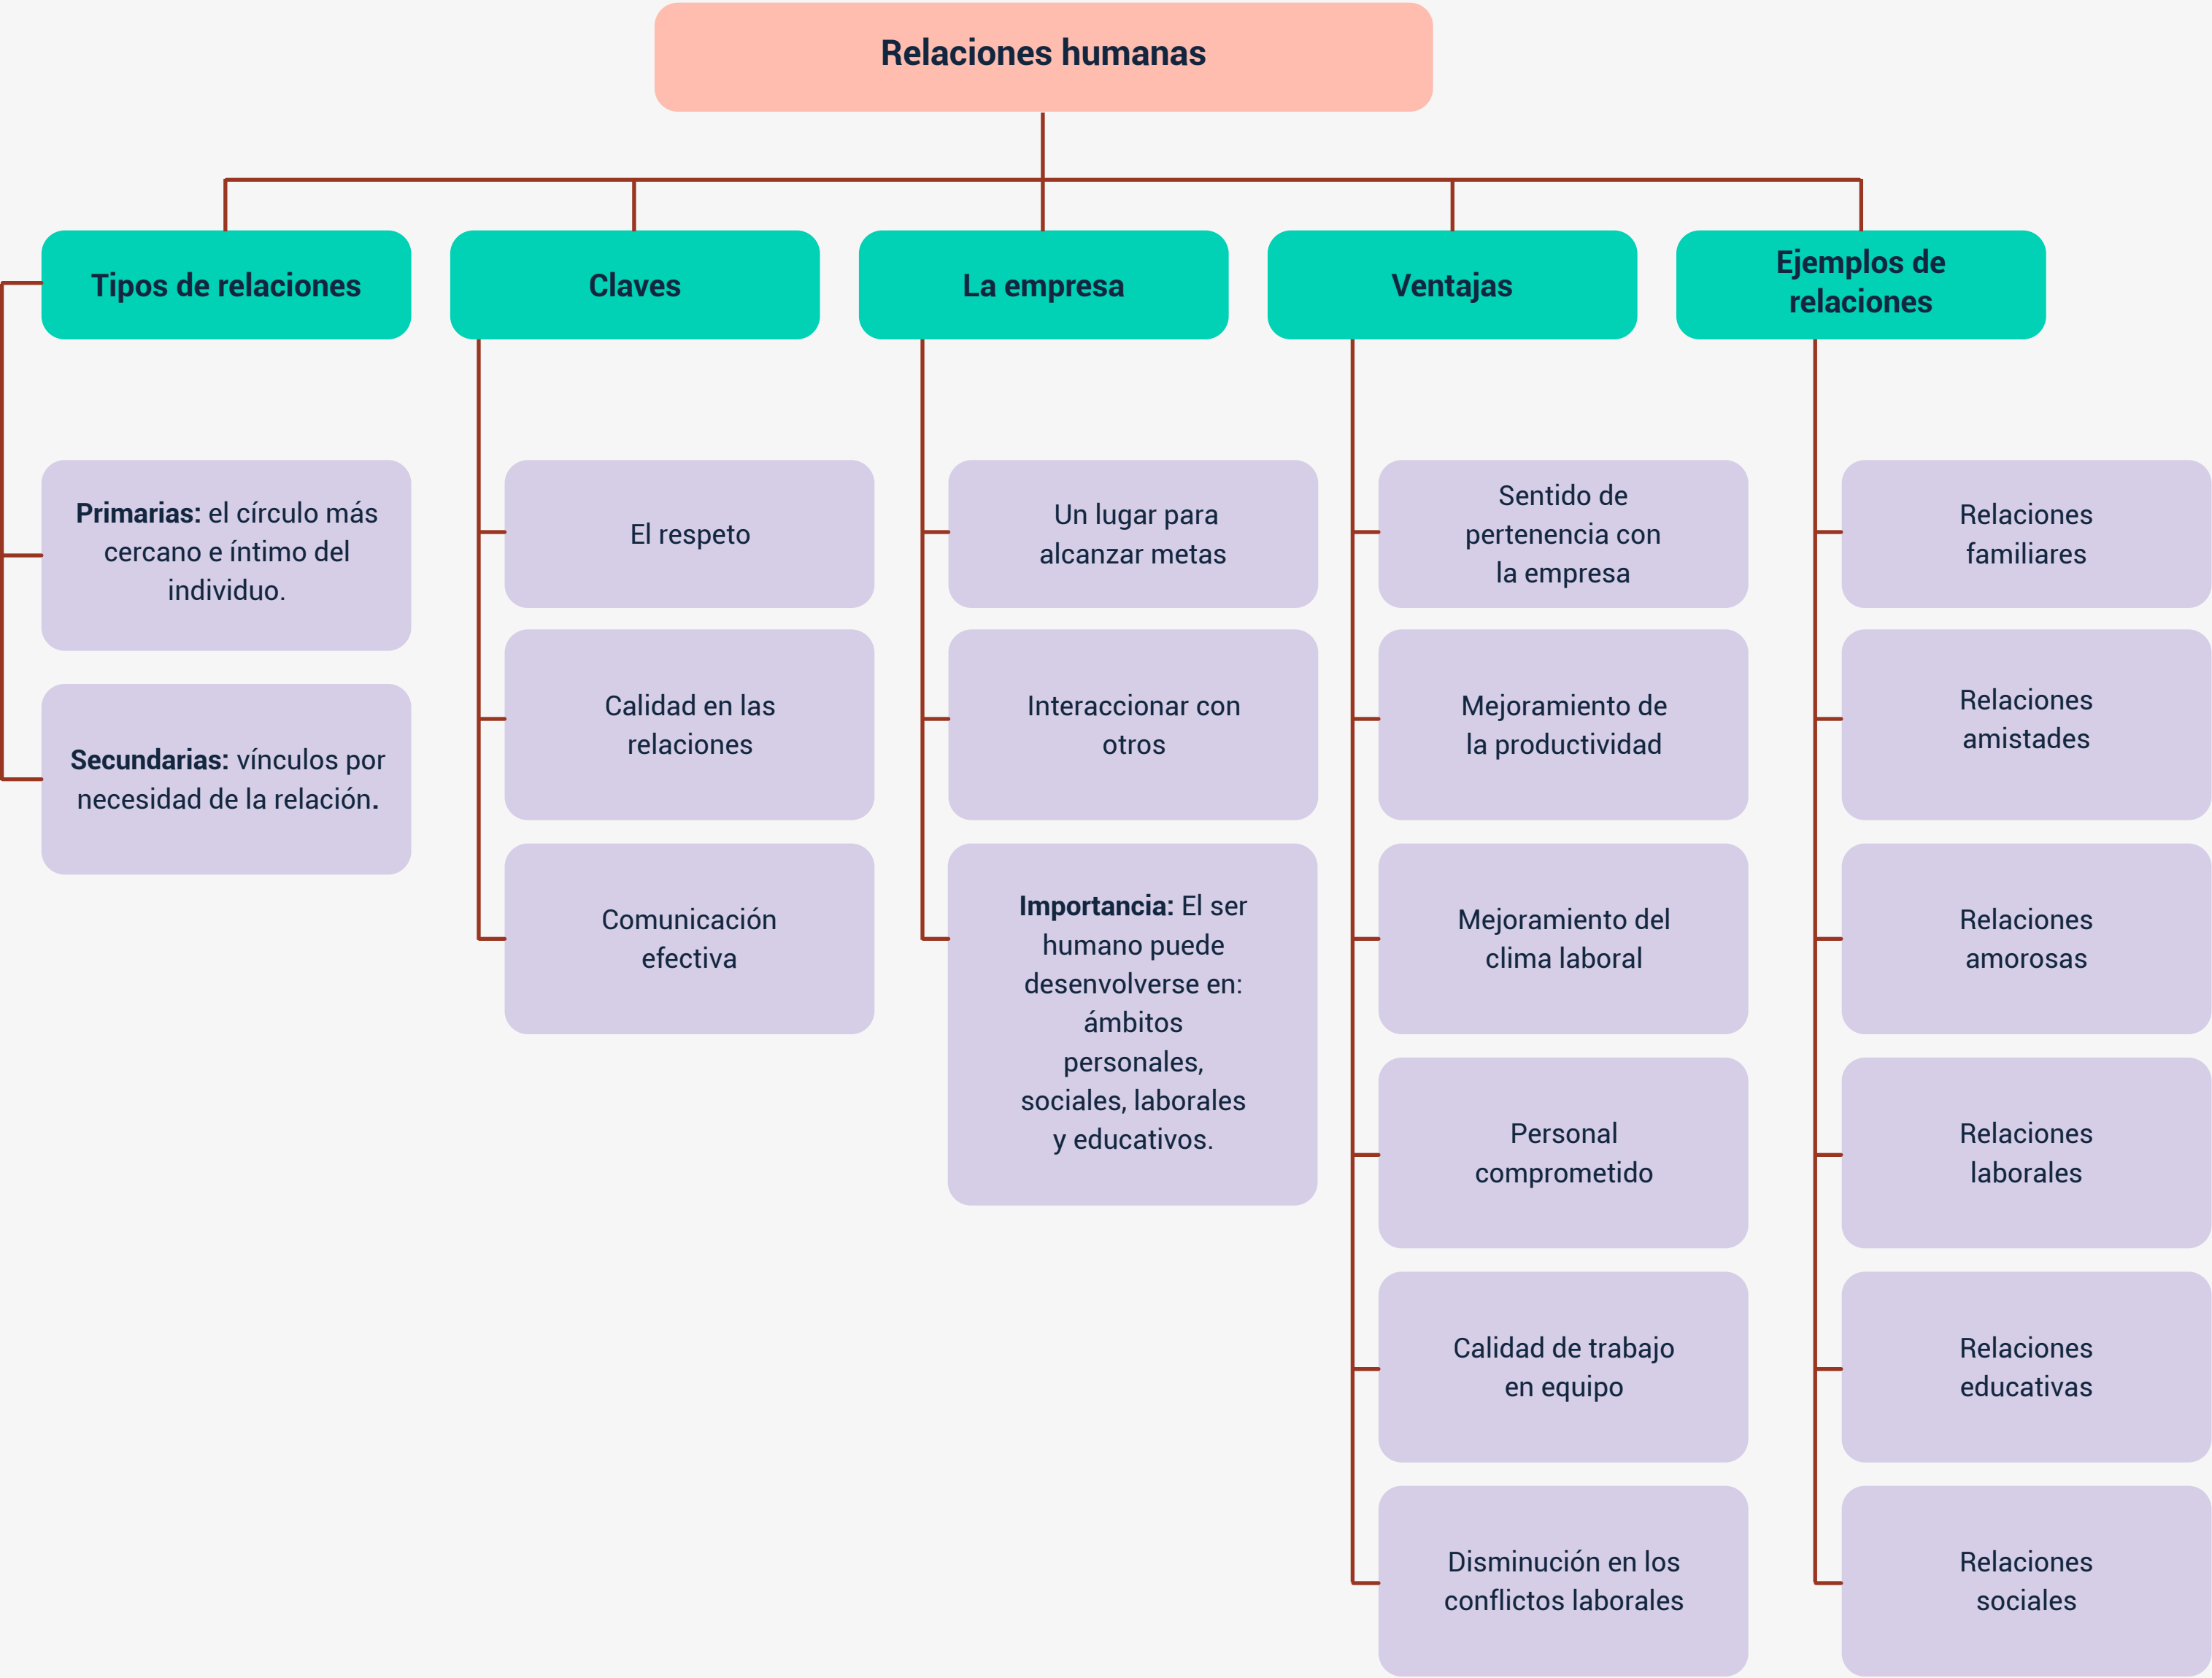 Relaciones humanas
Tipos de relaciones
Primarias: el círculo más
cercano e íntimo del
individuo.
Secundarias: vínculos por
necesidad de la relación.
Claves
El respeto
Calidad en las
relaciones
Comunicación
efectiva
La empresa
Un lugar para
alcanzar metas
Interaccionar con
otros
Importancia: El ser
humano puede
desenvolverse en:
ámbitos
personales,
sociales, laborales
y educativos.
Ventajas
Sentido de
pertenencia con
la empresa
Mejoramiento de
la productividad
Mejoramiento del
clima laboral
Personal
comprometido
Calidad de trabajo
en equipo
Disminución en los
conflictos laborales
Ejemplos de
relaciones
Relaciones
familiares
Relaciones
amistades
Relaciones
amorosas
Relaciones
laborales
Relaciones
educativas
Relaciones
sociales